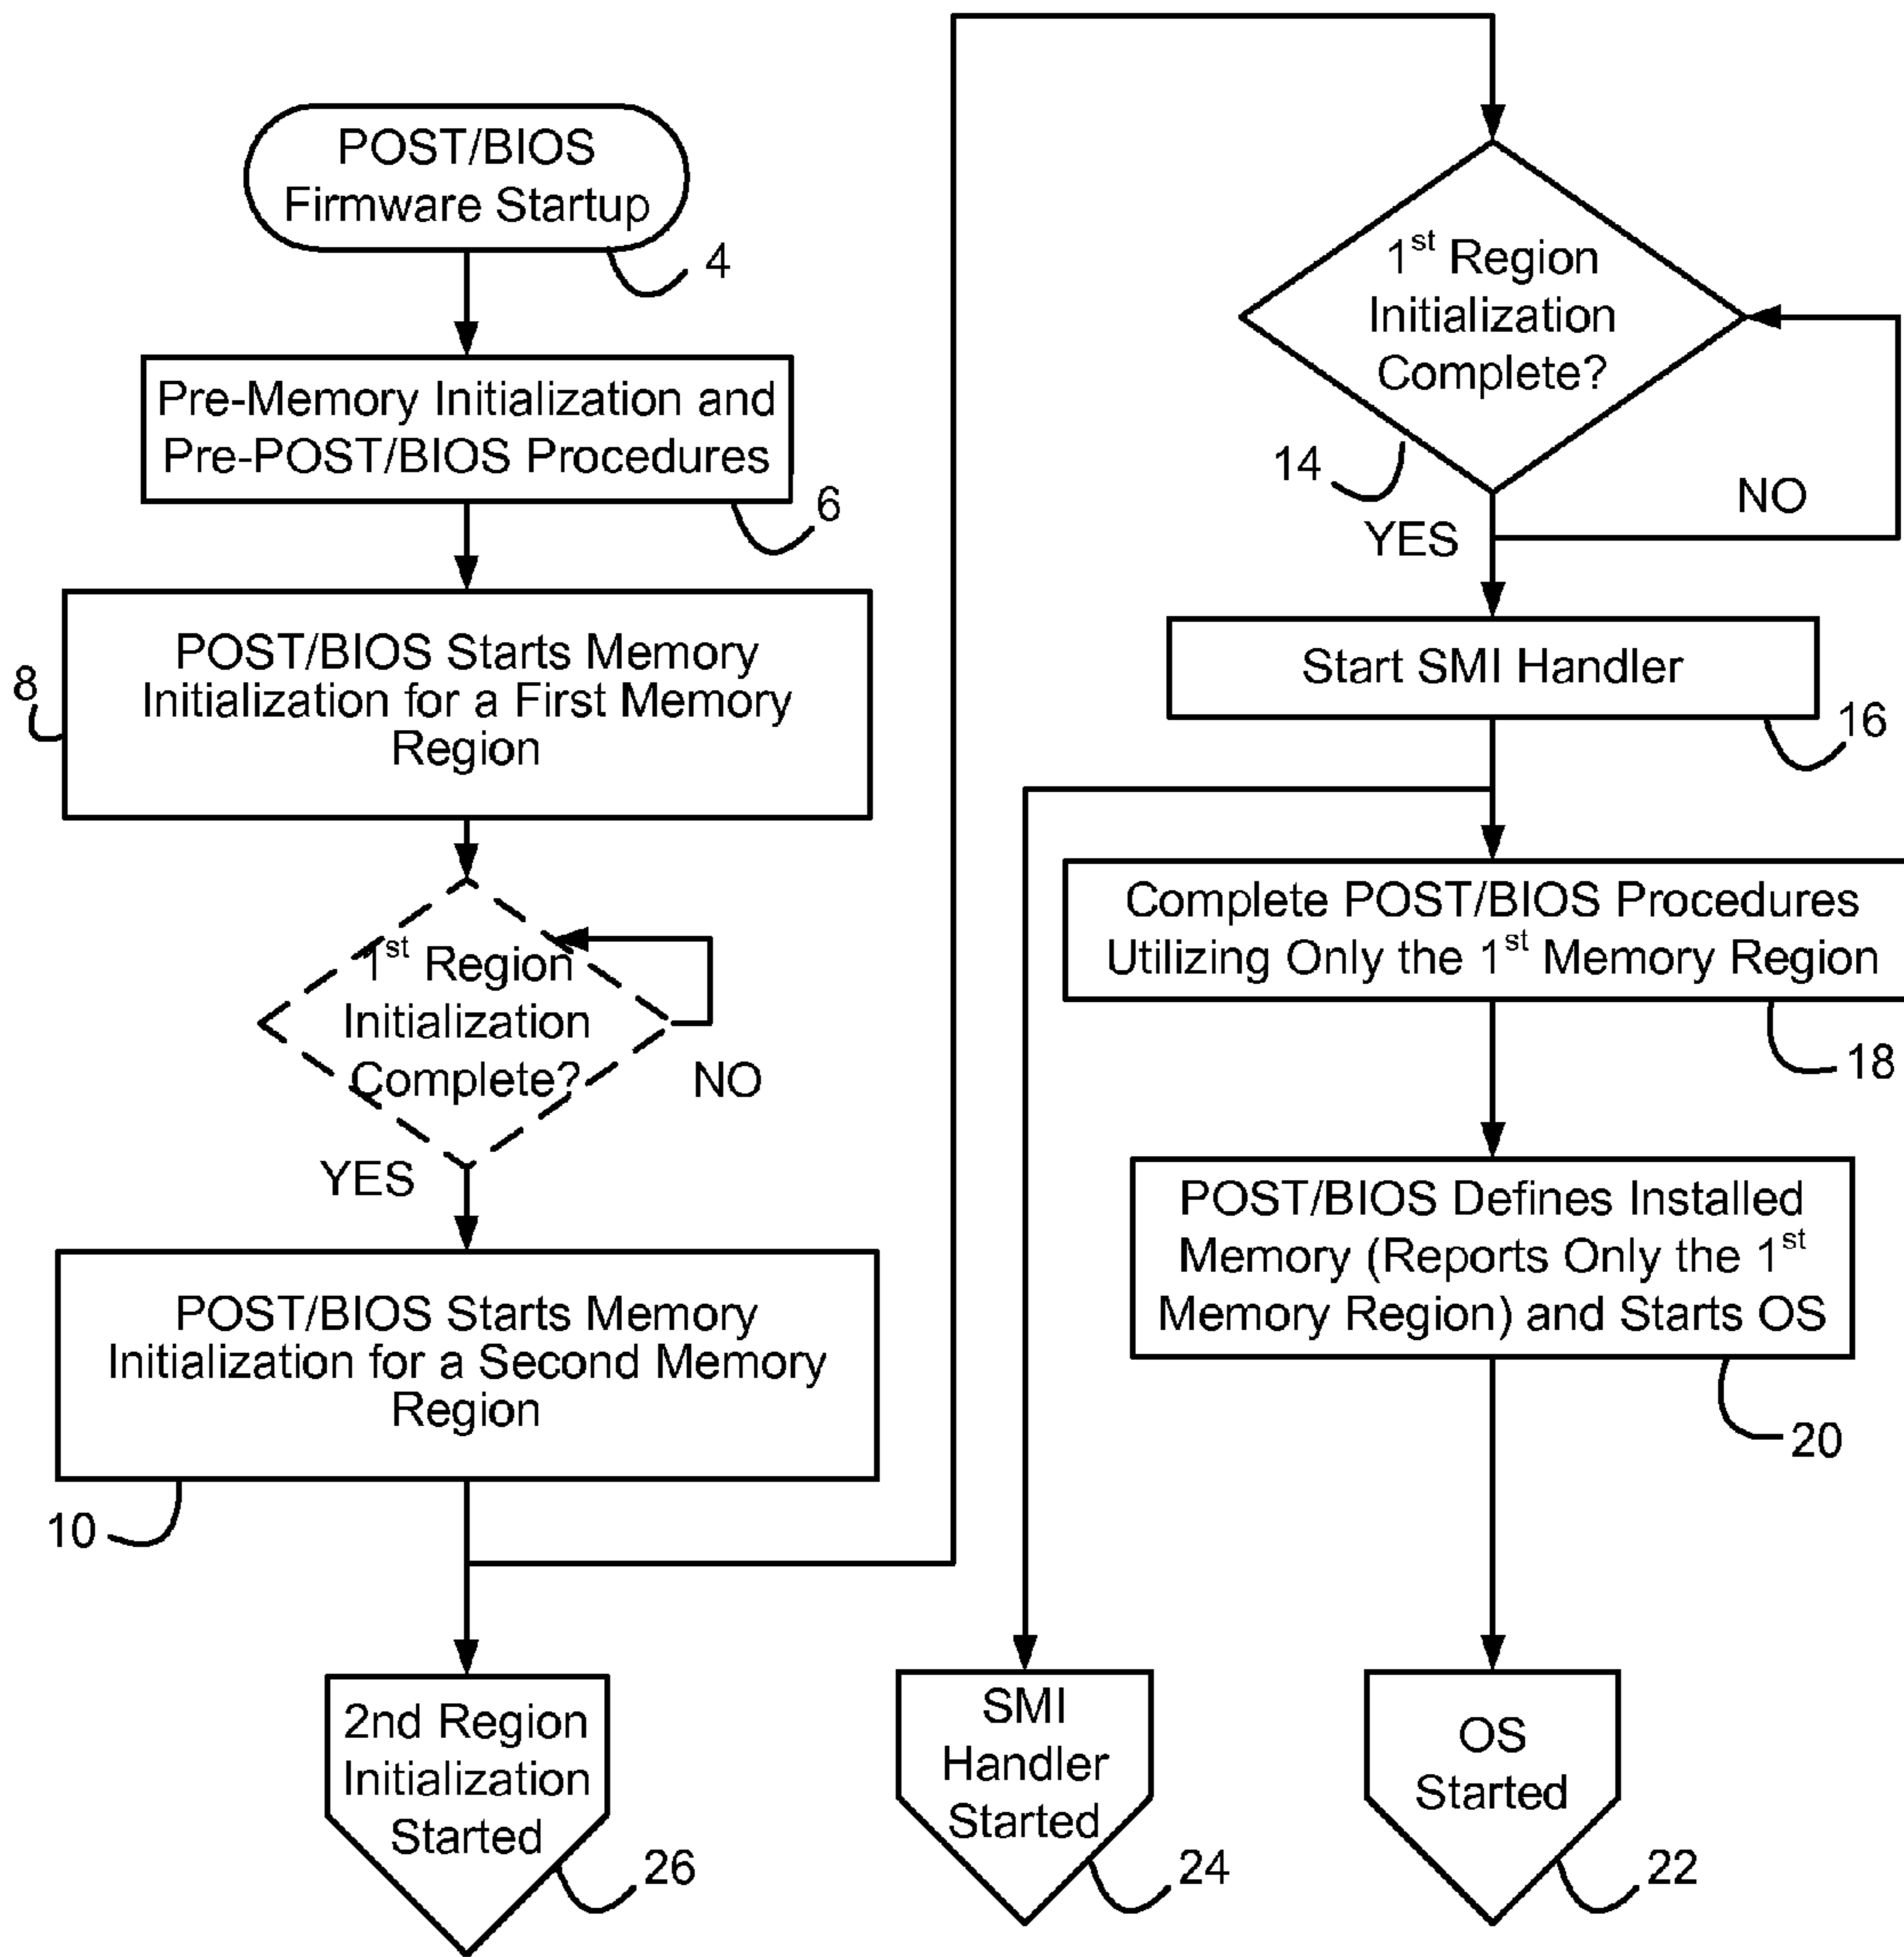 POST/BIOS
Firmware Startup
4
Pre-Memory Initialization and
Pre-POST/BIOS Procedures
6
POST/BIOS Starts Memory
Initialization for a First Memory
Region
8
1st Region
Initialization
Complete?
NO
YES
POST/BIOS Starts Memory
Initialization for a Second Memory
Region
10
2nd Region
Initialization
Started
26
1st Region
Initialization
Complete?
14
NO
YES
Start SMI Handler
16
Complete POST/BIOS Procedures
Utilizing Only the 1st Memory Region
18
POST/BIOS Defines Installed
Memory (Reports Only the 1st
Memory Region) and Starts OS
20
SMI
Handler
Started
24
OS
Started
22